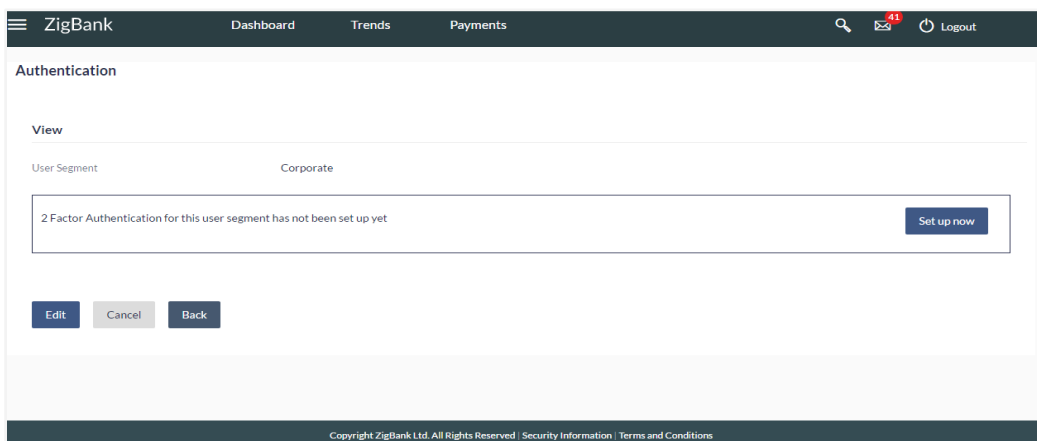 ZigBank Dashboard Trends Payments 41 Logout
Authentication
View
User Segment Corporate
2 Factor Authentication for this user segment has not been set up yet Set up now
Edit Cancel Back
Copyright ZigBank Ltd. All Rights Reserved | Security Information | Terms and Conditions